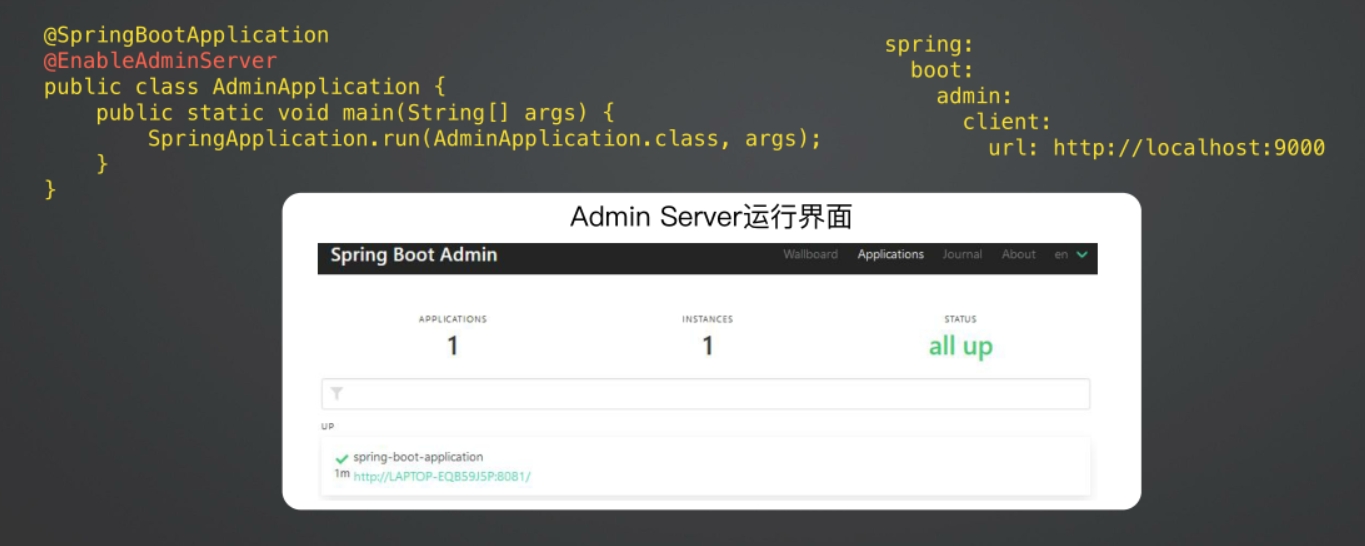 @SpringBootApplication
@EnableAdminServer
public class AdminApplication {
    public static void main(String[] args) {
        SpringApplication.run(AdminApplication.class, args);
    }
}
spring:
  boot:
    admin:
      client:
        url: http://localhost:9000
Admin Server运行界面
Spring Boot Admin Wallboard Applications Journal About en
APPLICATIONS INSTANCES STATUS
1 1 all up
UP
spring-boot-application
1m http://LAPTOP-EQB59J5P:8081/